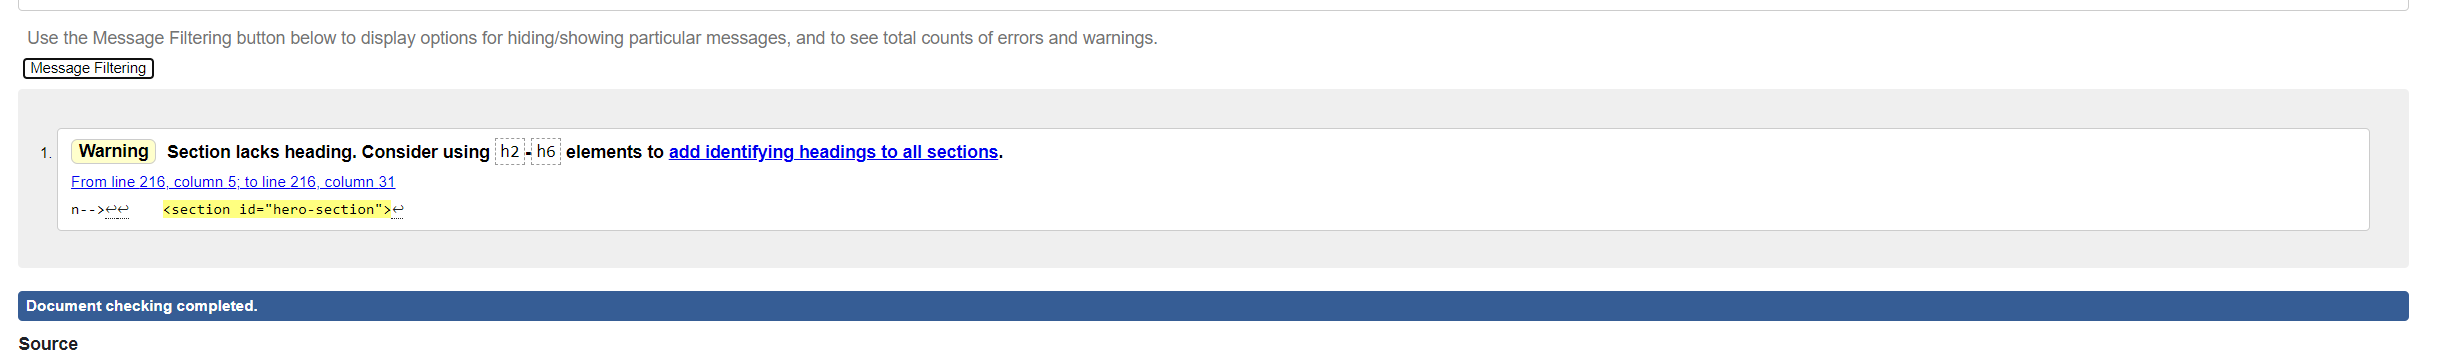 Use the Message Filtering button below to display options for hiding/showing particular messages, and to see total counts of errors and warnings.
Message Filtering
1. Warning Section lacks heading. Consider using h2-h6 elements to add identifying headings to all sections.
From line 216, column 5; to line 216, column 31
n-->↩↩    <section id="hero-section">↩
Document checking completed.
Source